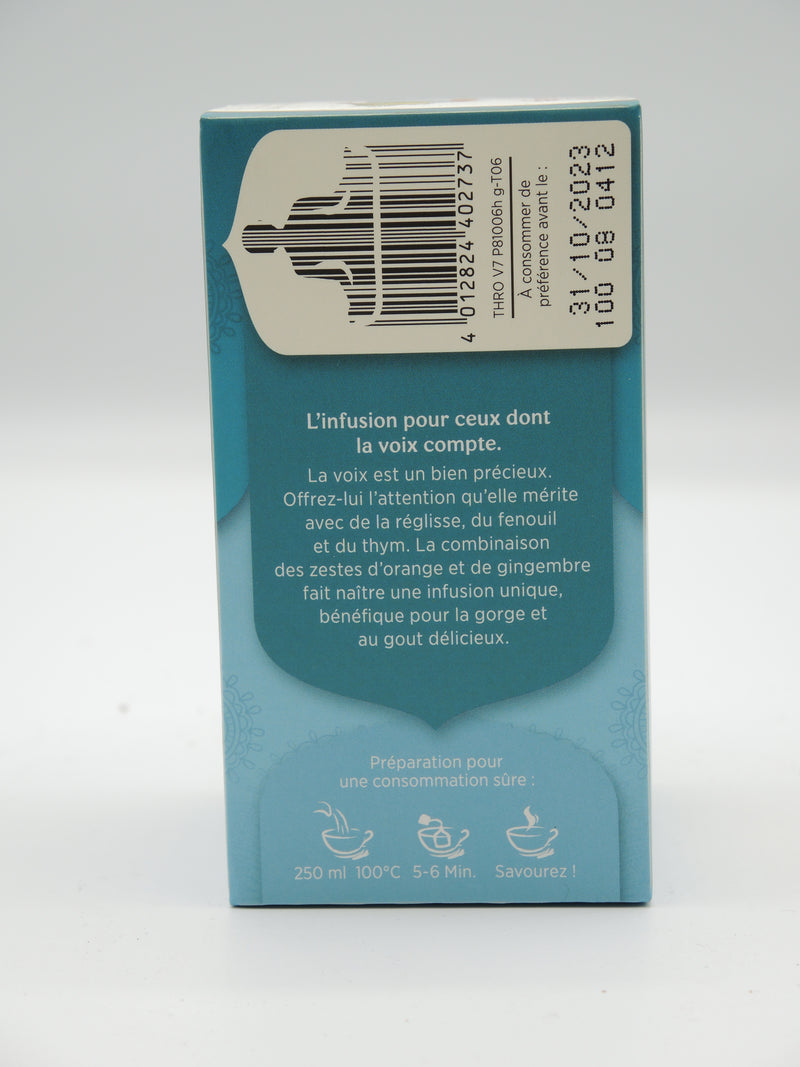 4 012824 402737
THRO V7 P81006h g-T06
À consommer de
préférence avant le :
31/10/2023
100 08 0412
L'infusion pour ceux dont
la voix compte.
La voix est un bien précieux.
Offrez-lui l'attention qu'elle mérite
avec de la réglisse, du fenouil
et du thym. La combinaison
des zestes d'orange et de gingembre
fait naître une infusion unique,
bénéfique pour la gorge et
au gout délicieux.
Préparation pour
une consommation sûre :
250 ml 100°C 5-6 Min. Savourez !